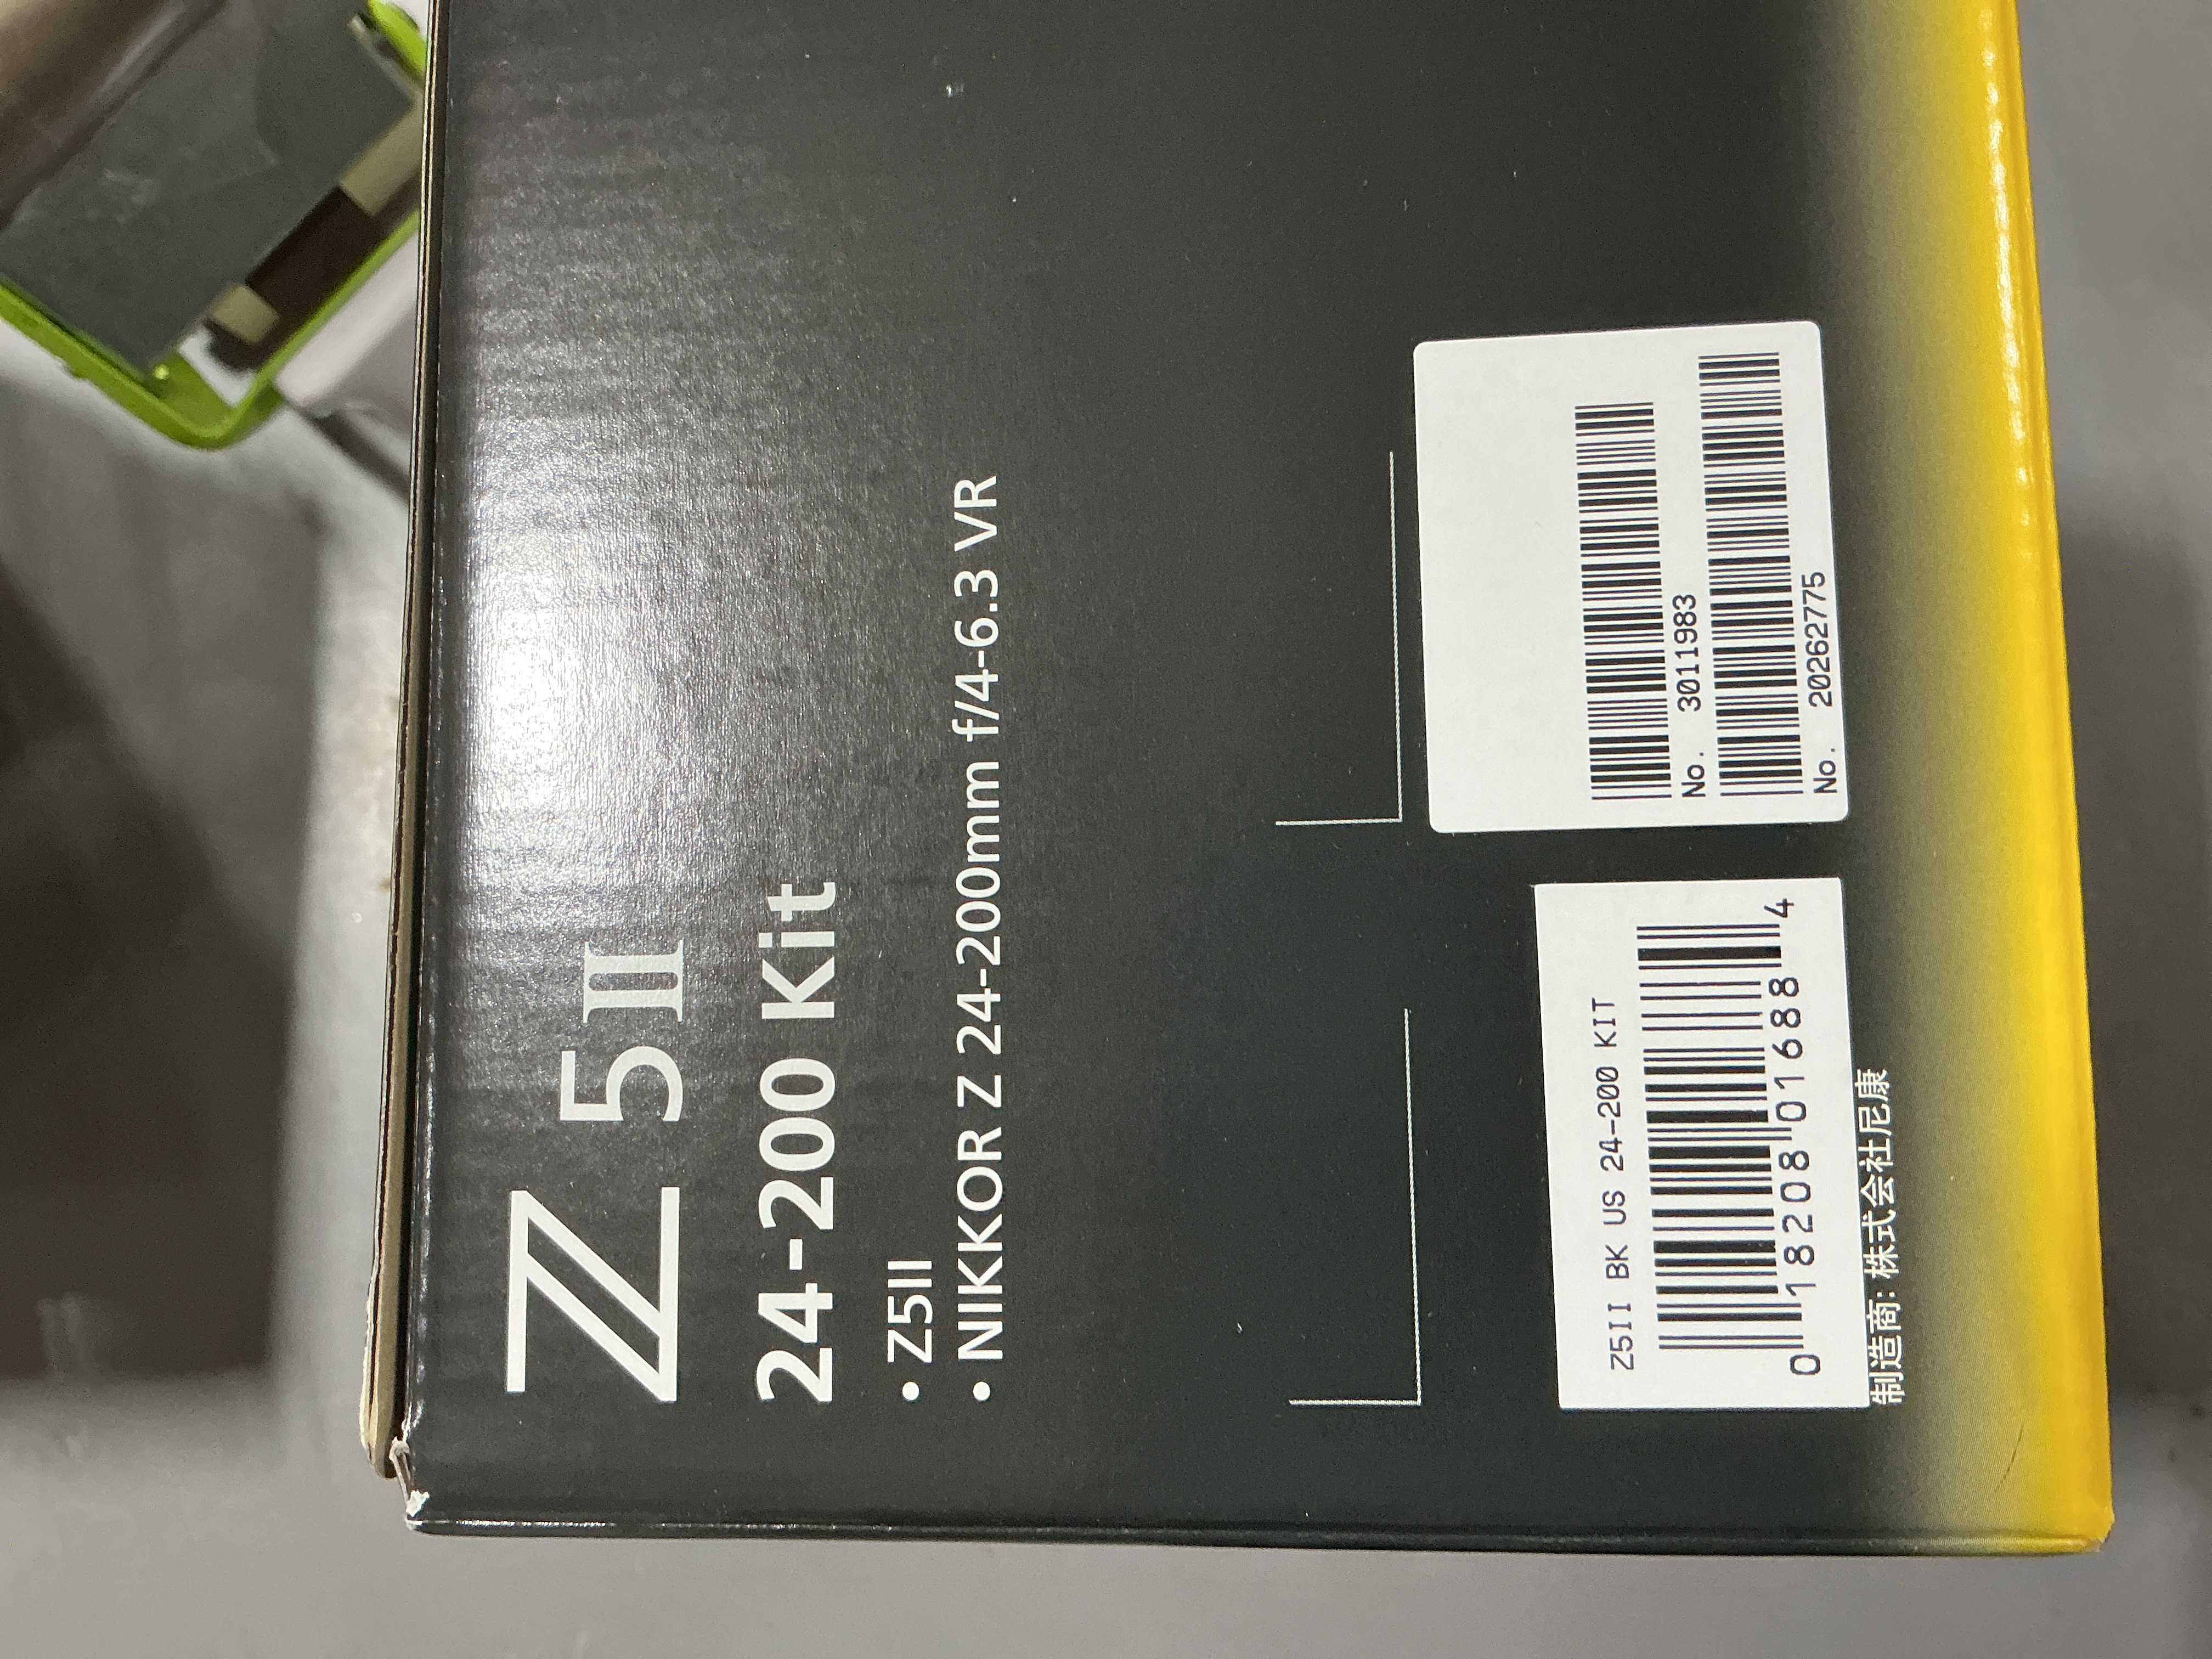 Z 5II
24-200 Kit
• Z5II
• NIKKOR Z 24-200mm f/4-6.3 VR
Z5II BK US 24-200 KIT
0 18208 01688 4
制造商: 株式会社尼康
No. 3011983
No. 20262775